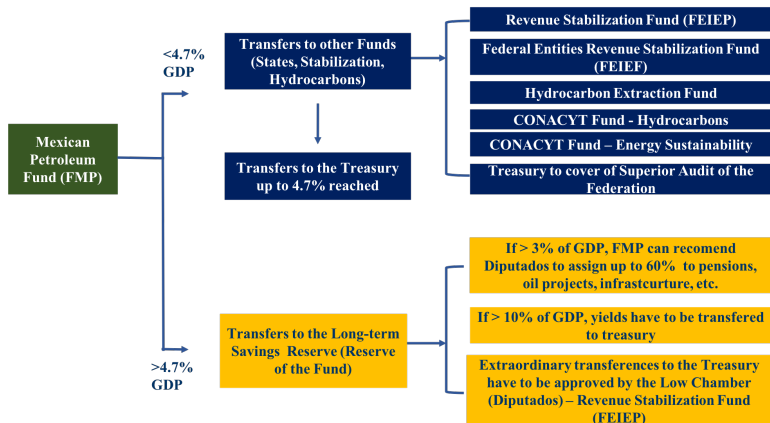 Mexican
Petroleum
Fund (FMP)
<4.7%
GDP
Transfers to other Funds
(States, Stabilization,
Hydrocarbons)
Transfers to the Treasury
up to 4.7% reached
Revenue Stabilization Fund (FEIEP)
Federal Entities Revenue Stabilization Fund
(FEIEF)
Hydrocarbon Extraction Fund
CONACYT Fund - Hydrocarbons
CONACYT Fund – Energy Sustainability
Treasury to cover of Superior Audit of the
Federation
>4.7%
GDP
Transfers to the Long-term
Savings Reserve (Reserve
of the Fund)
If > 3% of GDP, FMP can recomend
Diputados to assign up to 60% to pensions,
oil projects, infrastcurture, etc.
If > 10% of GDP, yields have to be transfered
to treasury
Extraordinary transferences to the Treasury
have to be approved by the Low Chamber
(Diputados) – Revenue Stabilization Fund
(FEIEP)